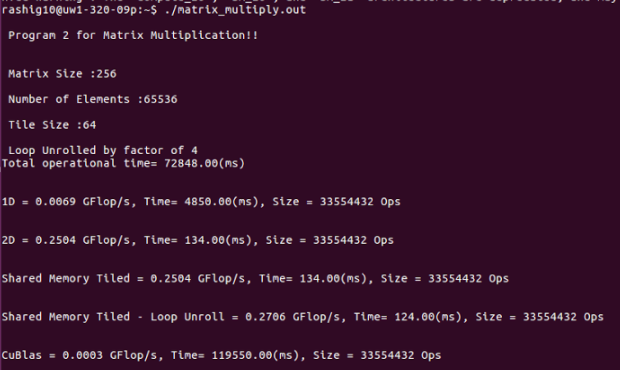 rashig10@uw1-320-09p:~$ ./matrix_multiply.out
Program 2 for Matrix Multiplication!!
Matrix Size :256
Number of Elements :65536
Tile Size :64
Loop Unrolled by factor of 4
Total operational time= 72848.00(ms)
1D = 0.0069 GFlop/s, Time= 4850.00(ms), Size = 33554432 Ops
2D = 0.2504 GFlop/s, Time= 134.00(ms), Size = 33554432 Ops
Shared Memory Tiled = 0.2504 GFlop/s, Time= 134.00(ms), Size = 33554432 Ops
Shared Memory Tiled - Loop Unroll = 0.2706 GFlop/s, Time= 124.00(ms), Size = 33554432 Ops
CuBlas = 0.0003 GFlop/s, Time= 119550.00(ms), Size = 33554432 Ops